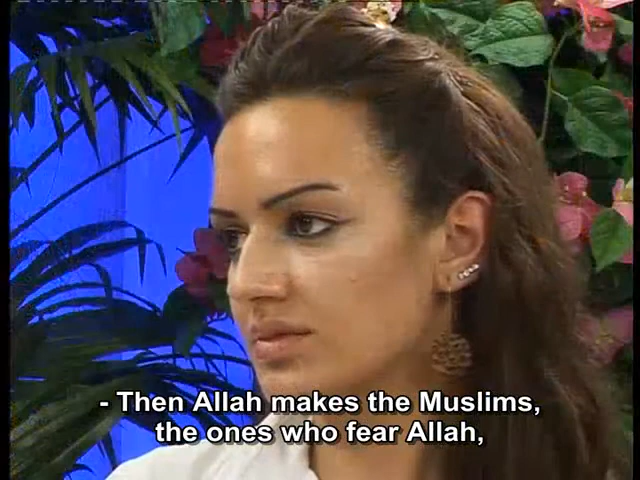 - Then Allah makes the Muslims,
the ones who fear Allah,